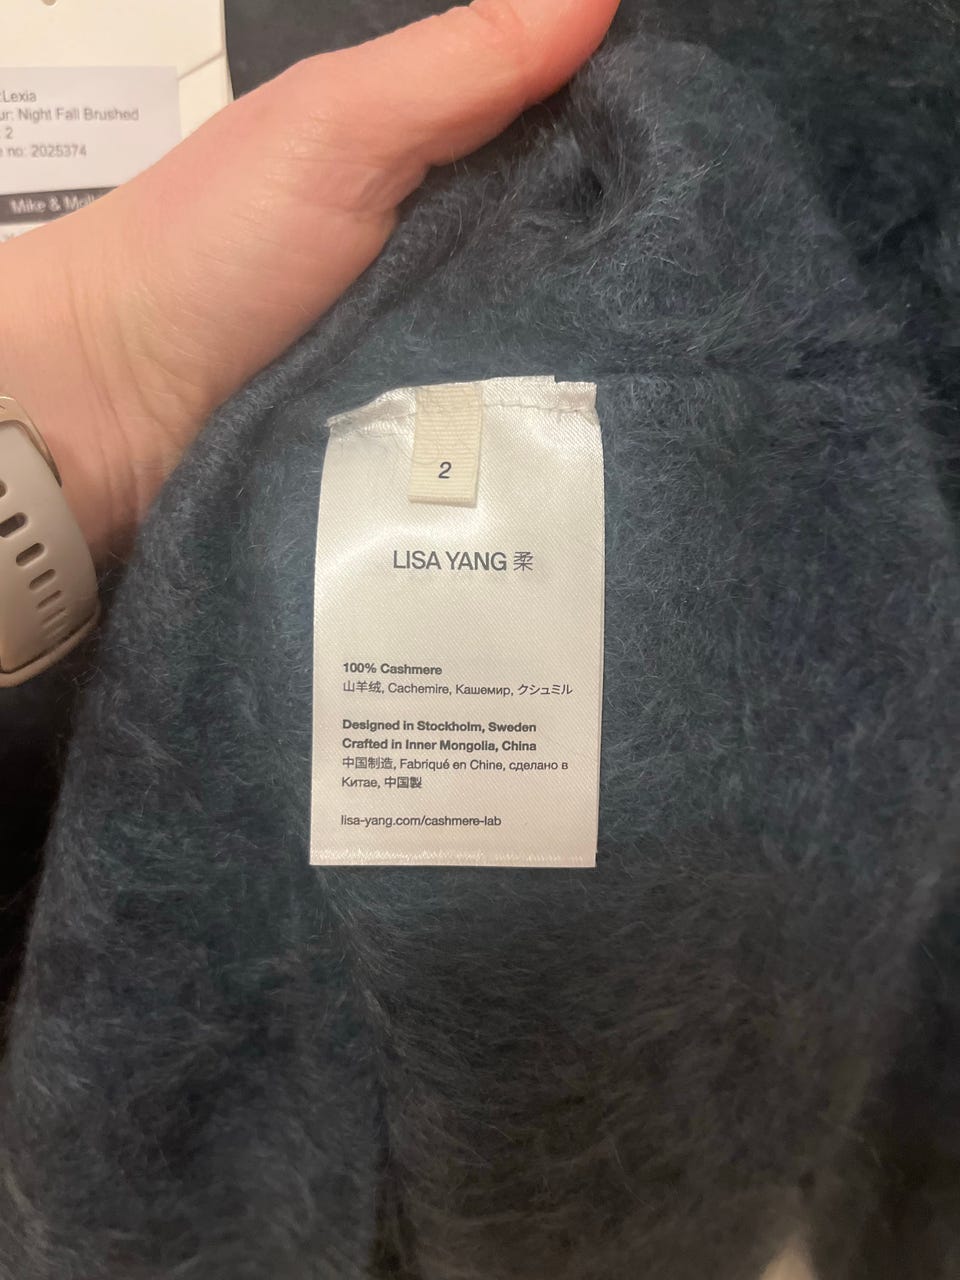 :Lexia
ur: Night Fall Brushed
: 2
e no: 2025374
Mike & Moll
2
LISA YANG 柔
100% Cashmere
山羊绒, Cachemire, Кашемир, クシュミル
Designed in Stockholm, Sweden
Crafted in Inner Mongolia, China
中国制造, Fabriqué en Chine, сделано в
Китае, 中国製
lisa-yang.com/cashmere-lab